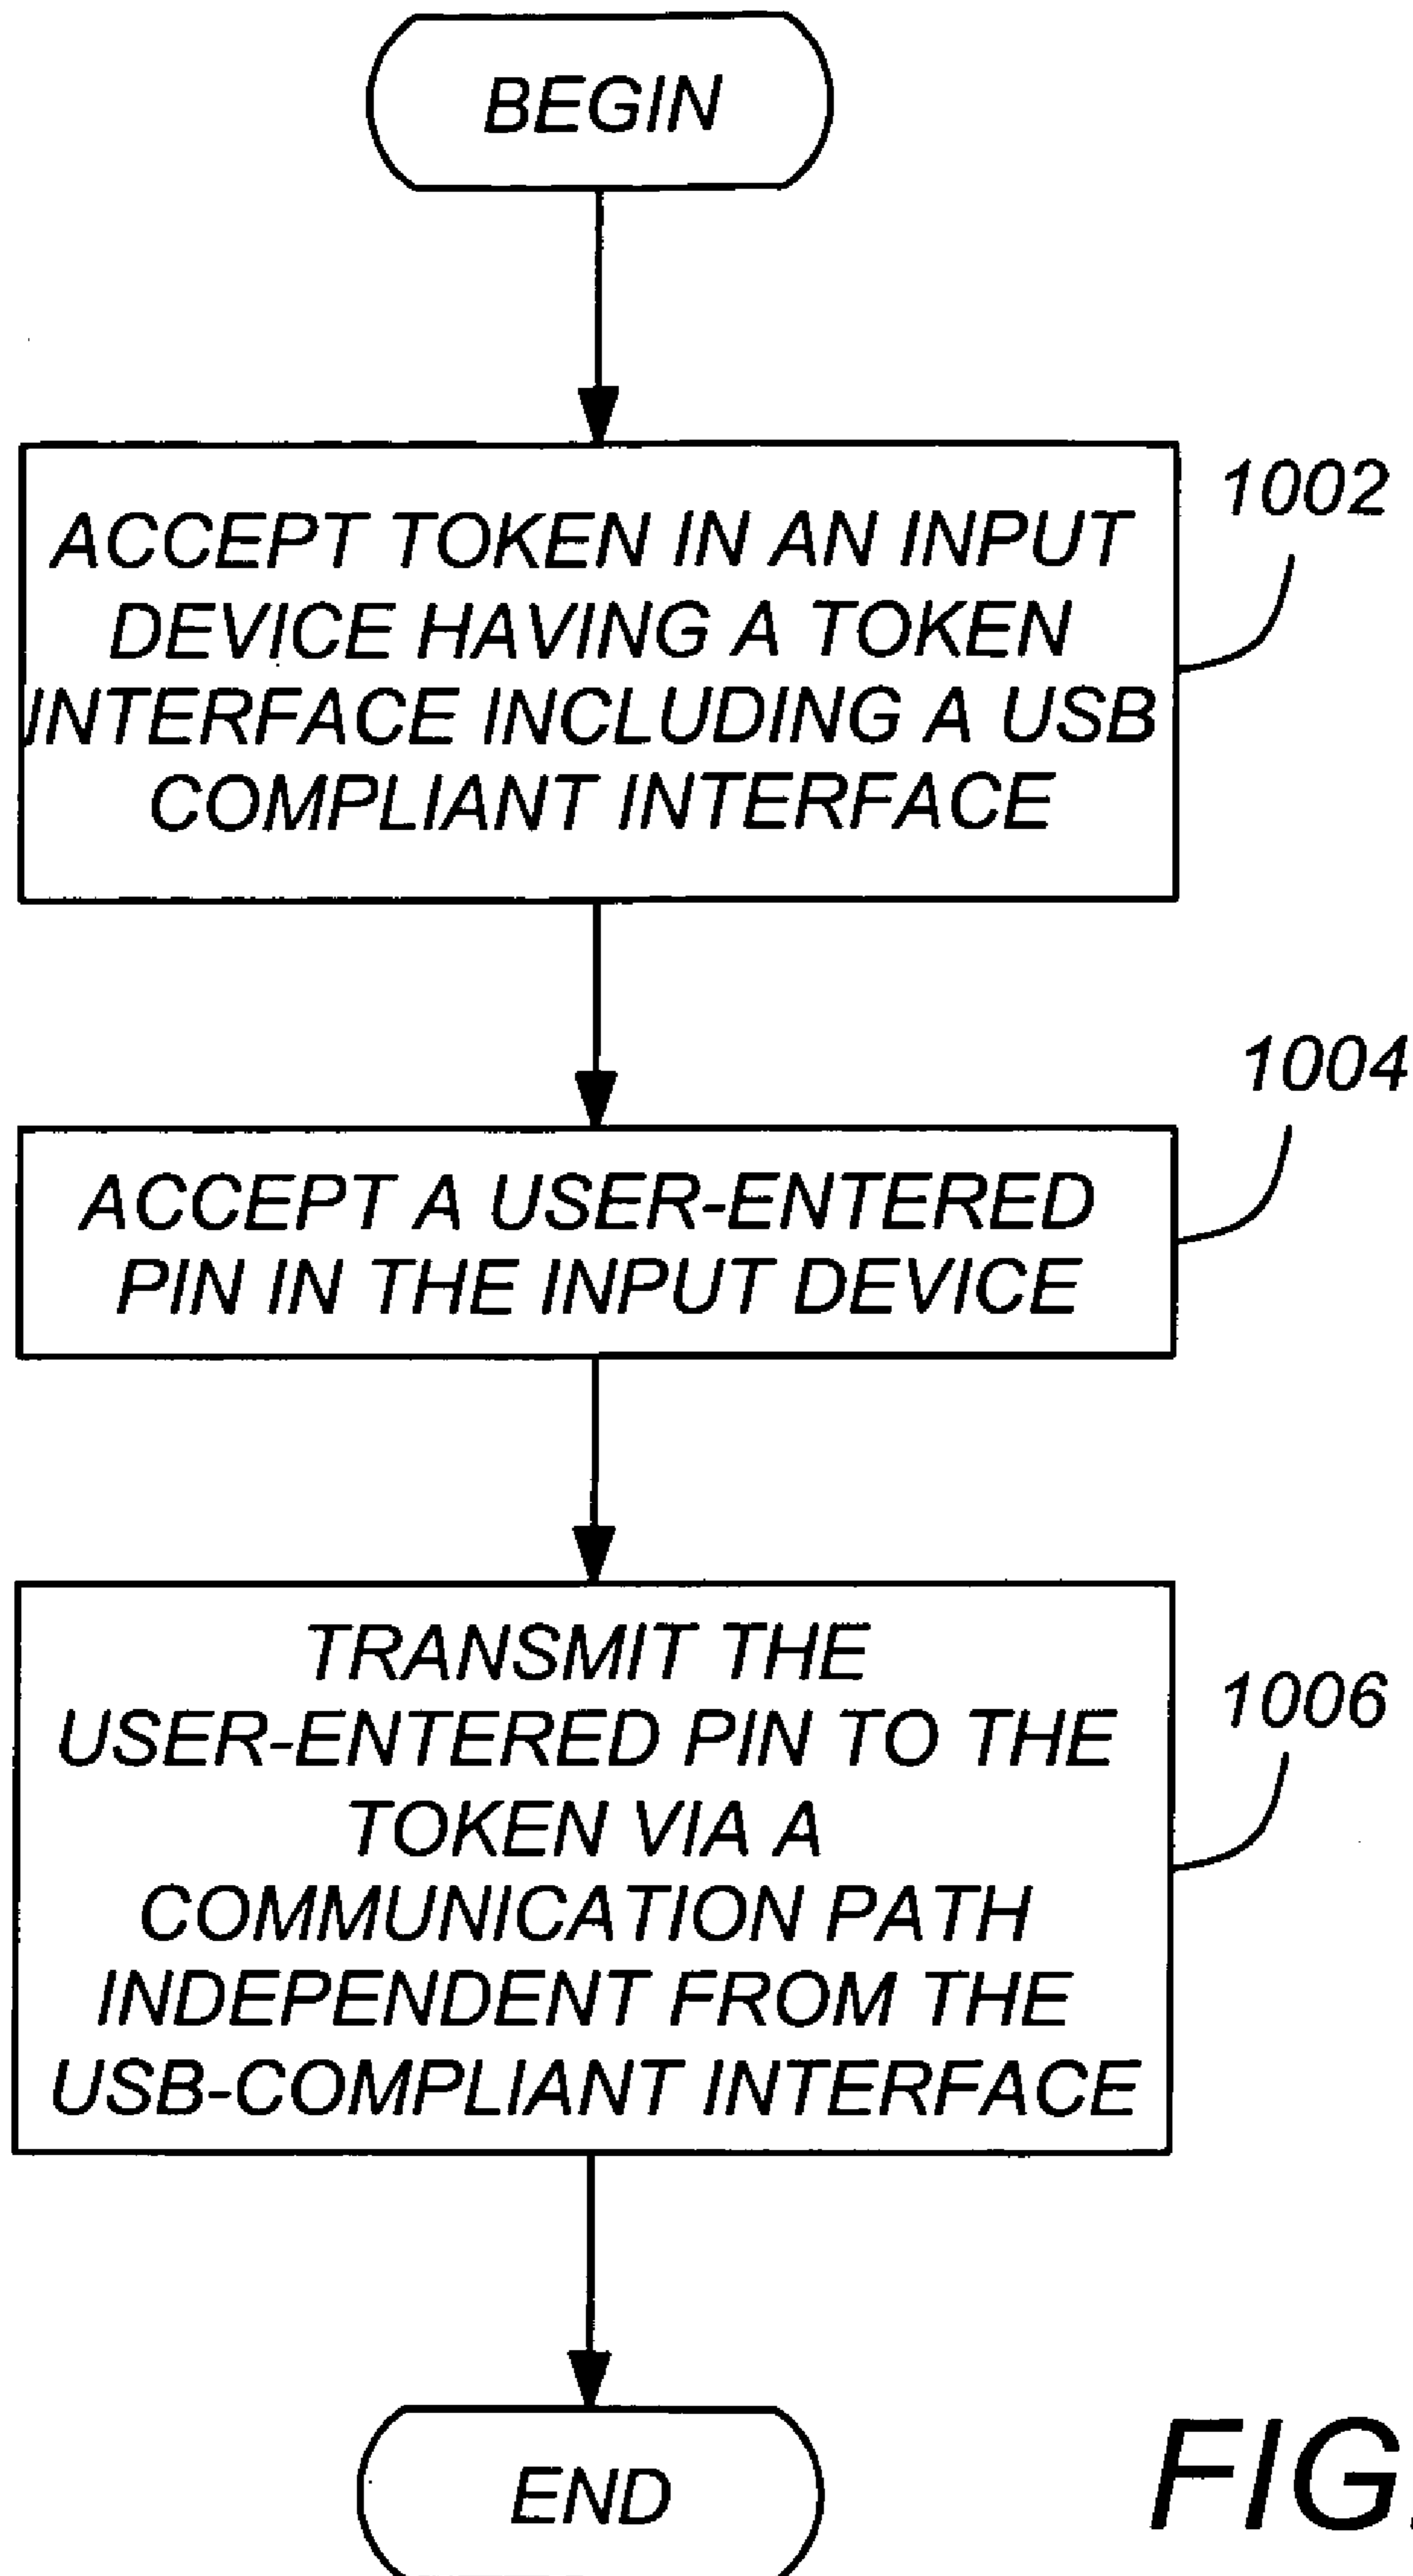 BEGIN
ACCEPT TOKEN IN AN INPUT
DEVICE HAVING A TOKEN
INTERFACE INCLUDING A USB
COMPLIANT INTERFACE
1002
ACCEPT A USER-ENTERED
PIN IN THE INPUT DEVICE
1004
TRANSMIT THE
USER-ENTERED PIN TO THE
TOKEN VIA A
COMMUNICATION PATH
INDEPENDENT FROM THE
USB-COMPLIANT INTERFACE
1006
END
FIG.